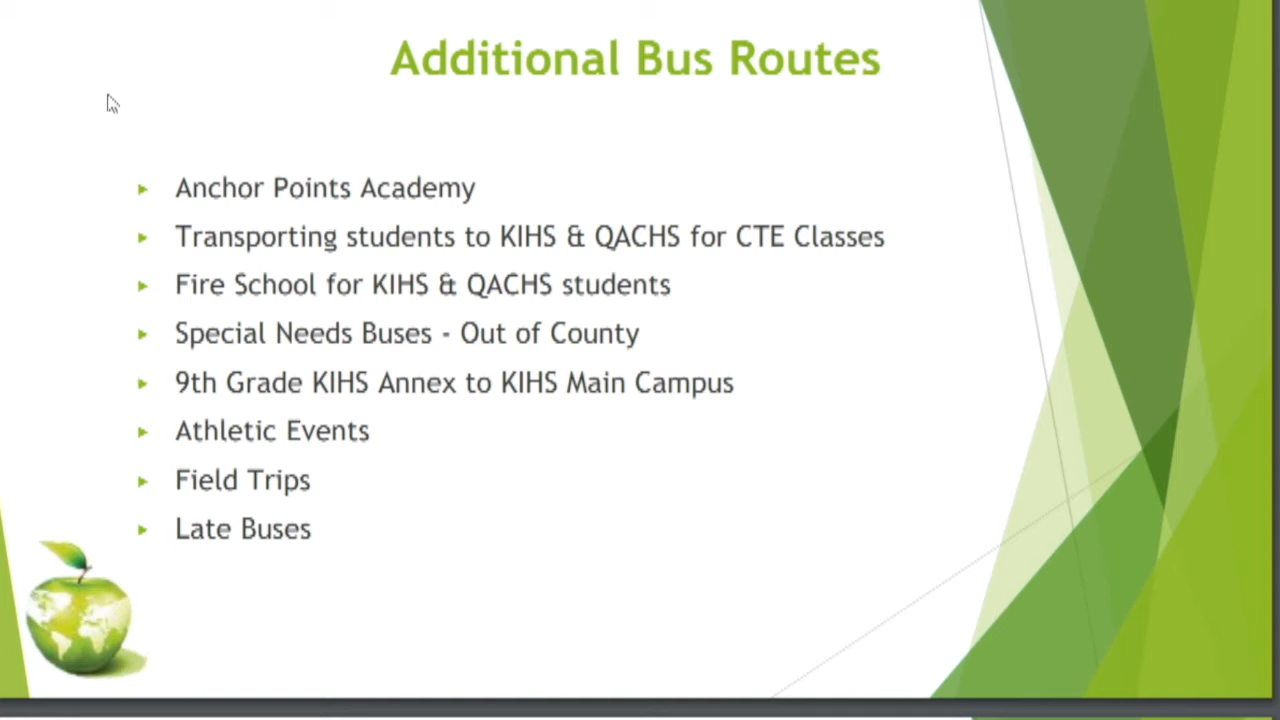 Additional Bus Routes
Anchor Points Academy
Transporting students to KIHS & QACHS for CTE Classes
Fire School for KIHS & QACHS students
Special Needs Buses - Out of County
9th Grade KIHS Annex to KIHS Main Campus
Athletic Events
Field Trips
Late Buses